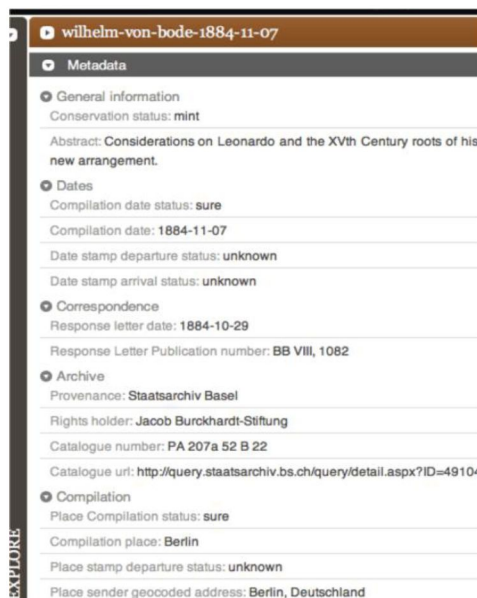 wilhelm-von-bode-1884-11-07
Metadata
General information
Conservation status: mint
Abstract: Considerations on Leonardo and the XVth Century roots of his
new arrangement.
Dates
Compilation date status: sure
Compilation date: 1884-11-07
Date stamp departure status: unknown
Date stamp arrival status: unknown
Correspondence
Response letter date: 1884-10-29
Response Letter Publication number: BB VIII, 1082
Archive
Provenance: Staatsarchiv Basel
Rights holder: Jacob Burckhardt-Stiftung
Catalogue number: PA 207a 52 B 22
Catalogue url: http://query.staatsarchiv.bs.ch/query/detail.aspx?ID=49104
Compilation
Place Compilation status: sure
Compilation place: Berlin
Place stamp departure status: unknown
Place sender geocoded address: Berlin, Deutschland
EXPLORE